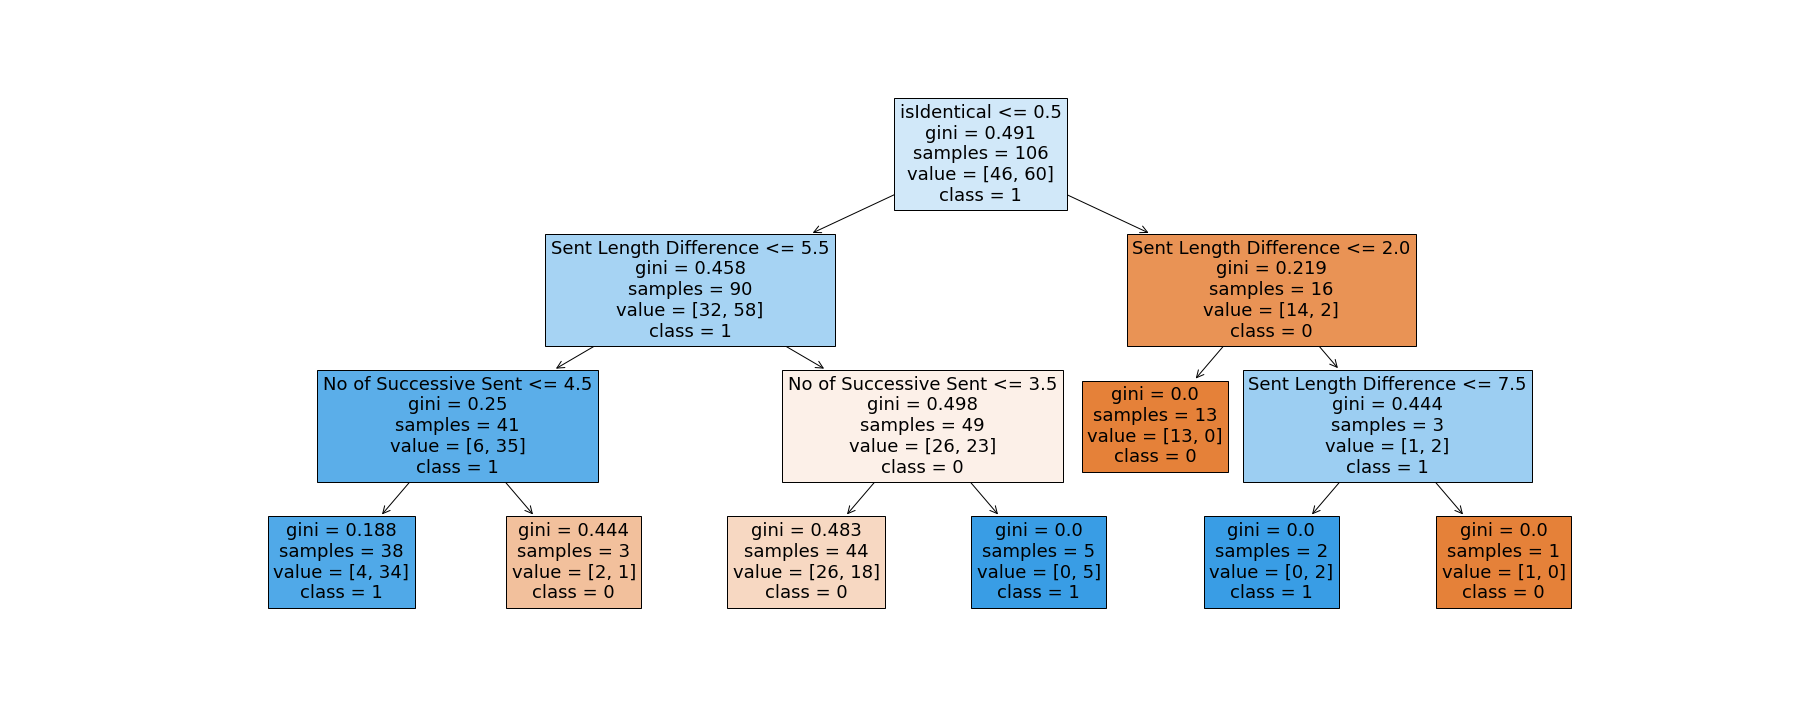 isIdentical <= 0.5
gini = 0.491
samples = 106
value = [46, 60]
class = 1
Sent Length Difference <= 5.5
gini = 0.458
samples = 90
value = [32, 58]
class = 1
Sent Length Difference <= 2.0
gini = 0.219
samples = 16
value = [14, 2]
class = 0
No of Successive Sent <= 4.5
gini = 0.25
samples = 41
value = [6, 35]
class = 1
No of Successive Sent <= 3.5
gini = 0.498
samples = 49
value = [26, 23]
class = 0
gini = 0.0
samples = 13
value = [13, 0]
class = 0
Sent Length Difference <= 7.5
gini = 0.444
samples = 3
value = [1, 2]
class = 1
gini = 0.188
samples = 38
value = [4, 34]
class = 1
gini = 0.444
samples = 3
value = [2, 1]
class = 0
gini = 0.483
samples = 44
value = [26, 18]
class = 0
gini = 0.0
samples = 5
value = [0, 5]
class = 1
gini = 0.0
samples = 2
value = [0, 2]
class = 1
gini = 0.0
samples = 1
value = [1, 0]
class = 0